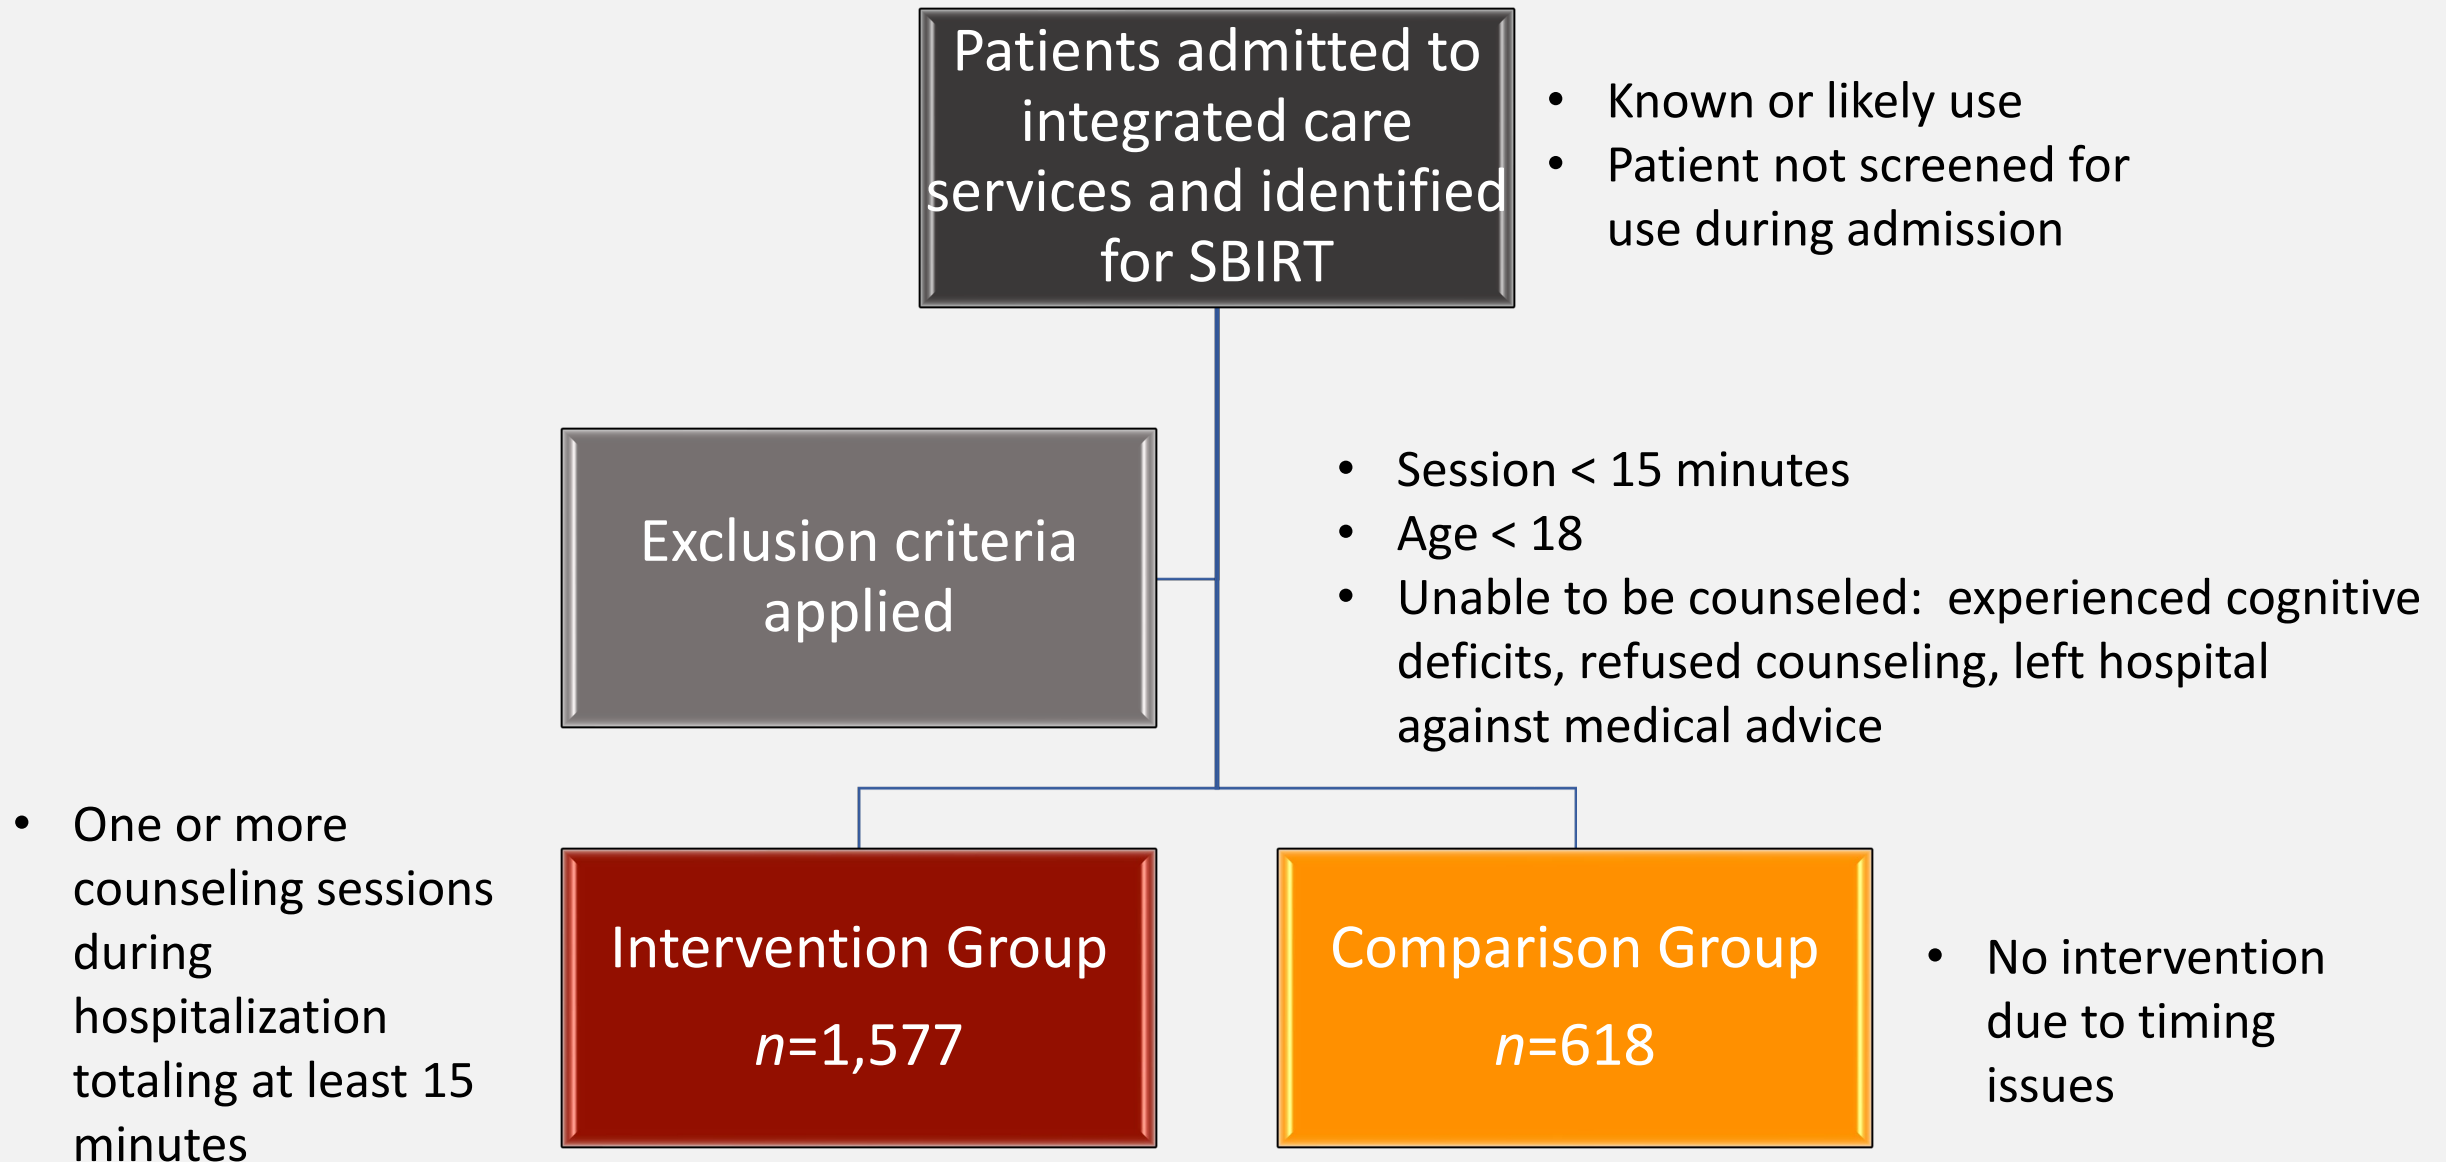 Patients admitted to
integrated care
services and identified
for SBIRT
• Known or likely use
• Patient not screened for
use during admission
Exclusion criteria
applied
• Session < 15 minutes
• Age < 18
• Unable to be counseled:  experienced cognitive
deficits, refused counseling, left hospital
against medical advice
• One or more
counseling sessions
during
hospitalization
totaling at least 15
minutes
Intervention Group
n=1,577
Comparison Group
n=618
• No intervention
due to timing
issues